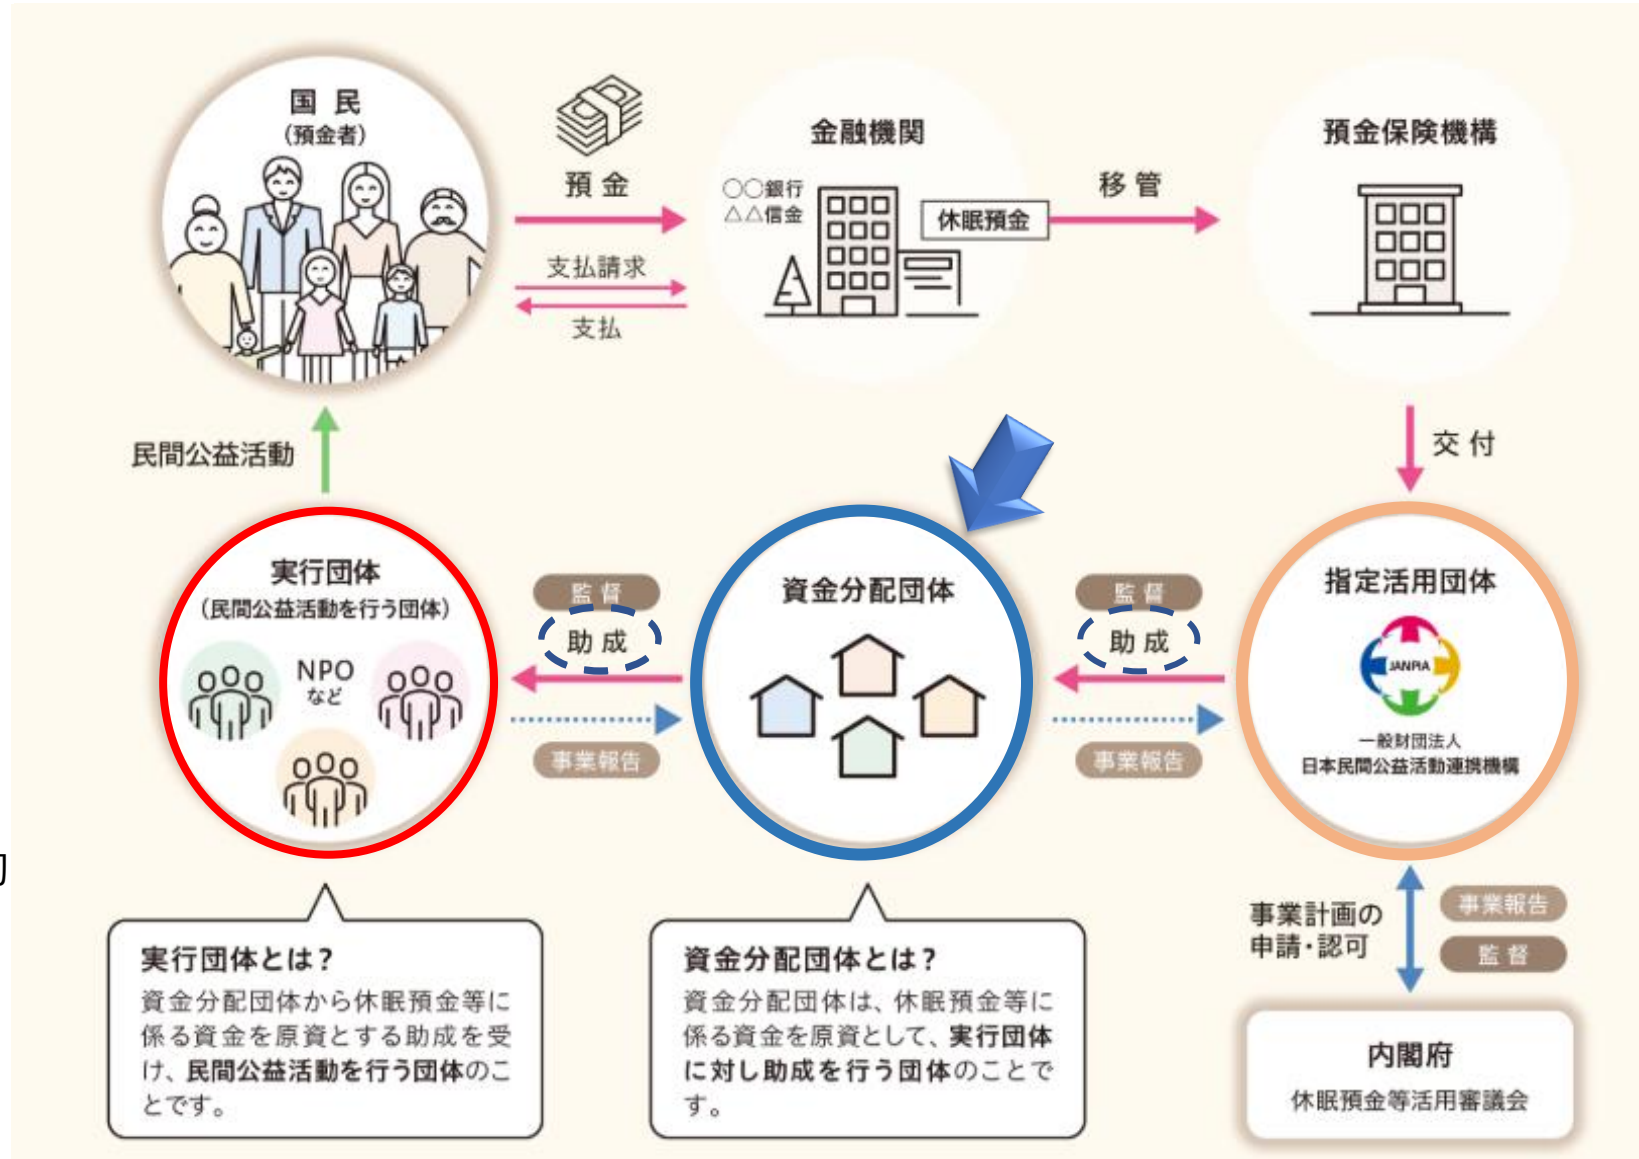 国 民
(預金者)
預 金
支払請求
支払
金融機関
〇〇銀行
△△信金
休眠預金
移 管
預金保険機構
交 付
民間公益活動
実行団体
(民間公益活動を行う団体)
NPO
など
監 督
助 成
事業報告
資金分配団体
監 督
助 成
事業報告
指定活用団体
JANPIA
一般財団法人
日本民間公益活動連携機構
事業計画の
申請・認可
事業報告
監 督
内閣府
休眠預金等活用審議会
実行団体とは?
資金分配団体から休眠預金等に
係る資金を原資とする助成を受
け、民間公益活動を行う団体のこ
とです。
資金分配団体とは?
資金分配団体は、休眠預金等に
係る資金を原資として、実行団体
に対し助成を行う団体のことで
す。